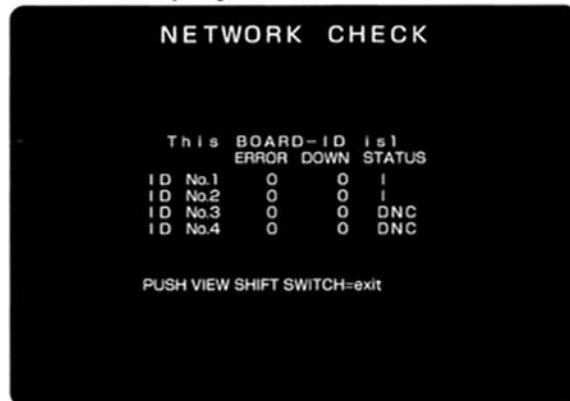 NETWORK CHECK
This BOARD-ID is1
ERROR DOWN STATUS
ID No.1 0 0 I
ID No.2 0 0 I
ID No.3 0 0 DNC
ID No.4 0 0 DNC
PUSH VIEW SHIFT SWITCH=exit